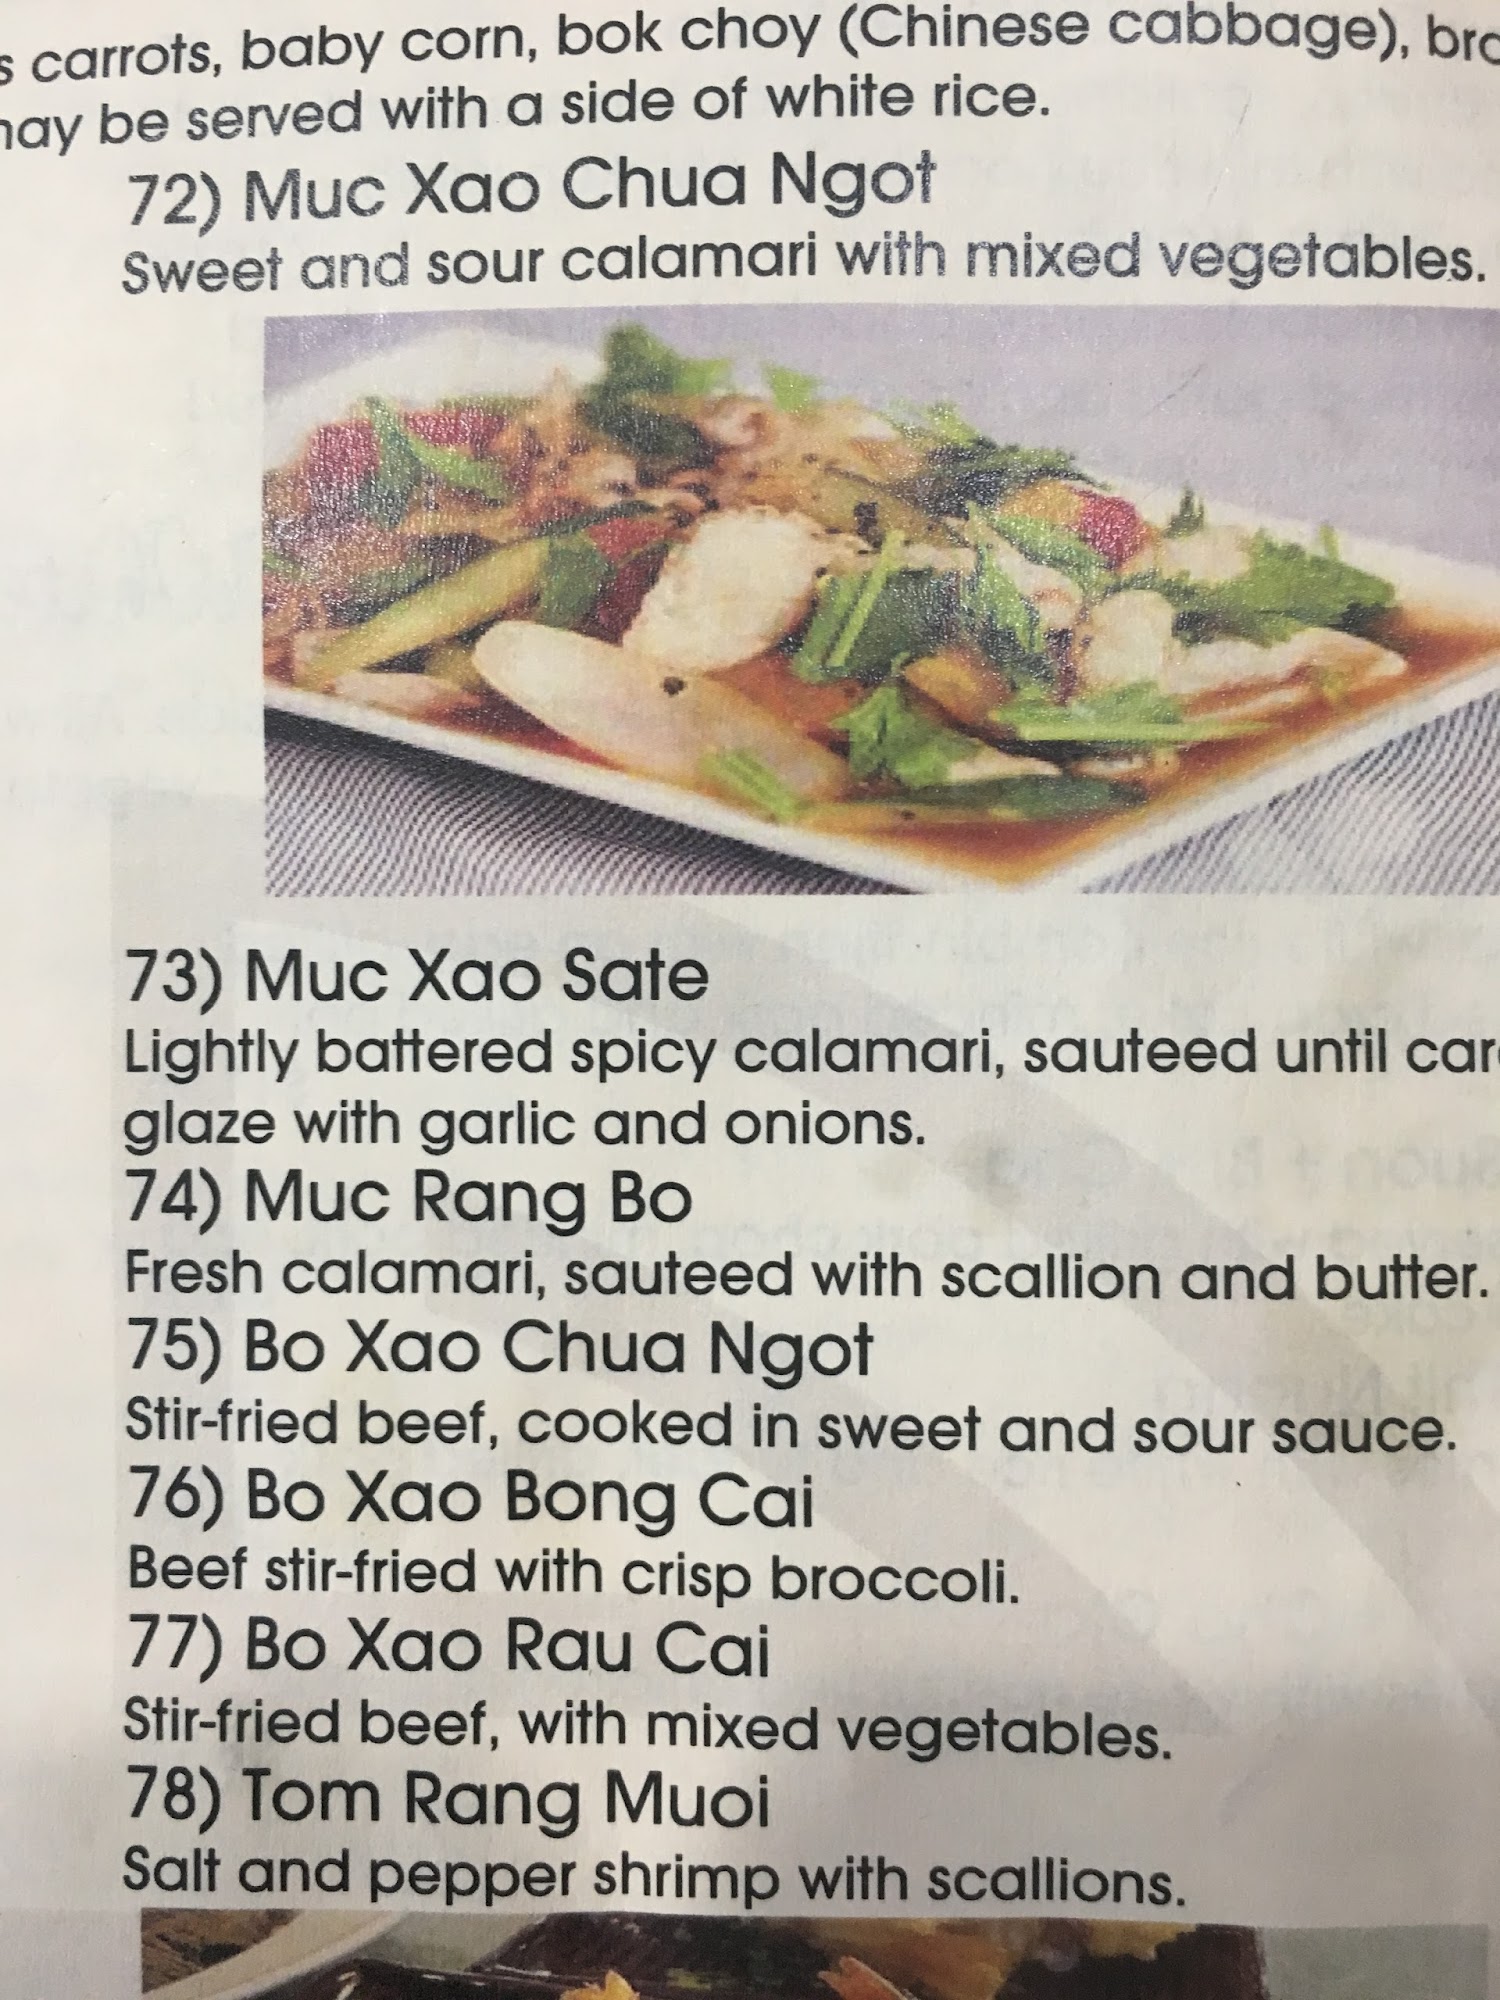 carrots, baby corn, bok choy (Chinese cabbage),
may be served with a side of white rice.
72) Muc Xao Chua Ngot
Sweet and sour calamari with mixed vegetables.
73) Muc Xao Sate
Lightly battered spicy calamari, sauteed until
glaze with garlic and onions.
74) Muc Rang Bo
Fresh calamari, sauteed with scallion and butter.
75) Bo Xao Chua Ngot
Stir-fried beef, cooked in sweet and sour sauce.
76) Bo Xao Bong Cai
Beef stir-fried with crisp broccoli.
77) Bo Xao Rau Cai
Stir-fried beef, with mixed vegetables.
78) Tom Rang Muoi
Salt and pepper shrimp with scallions.